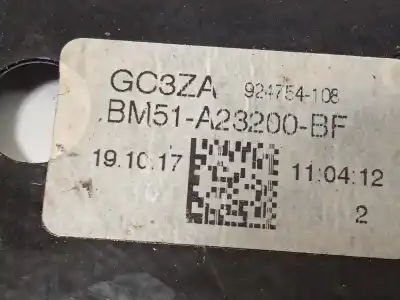 GC3ZA 924754-108
BM51-A23200-BF
19.10.17 11:04:12
2